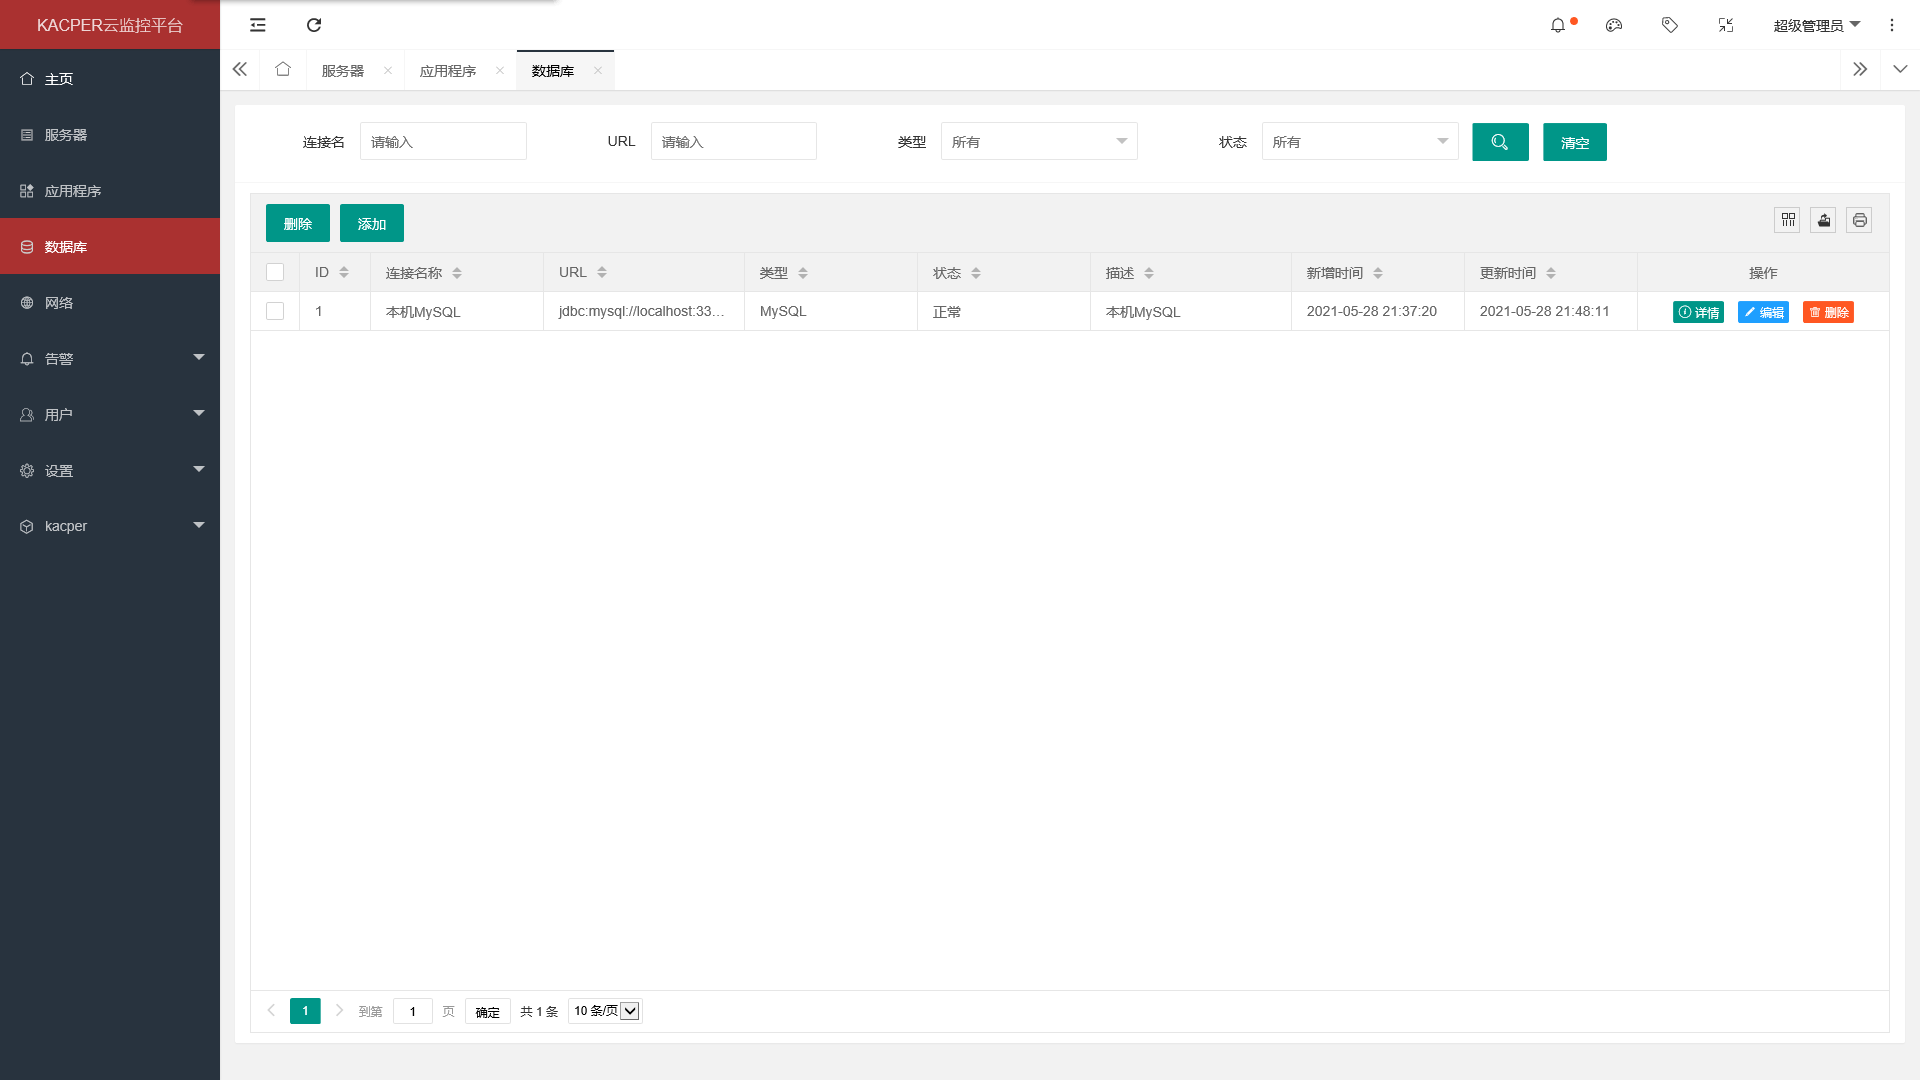 KACPER云监控平台
超级管理员
主页
服务器
应用程序
数据库
网络
告警
用户
设置
kacper
服务器 应用程序 数据库
连接名 请输入 URL 请输入 类型 所有 状态 所有 清空
删除 添加
ID 连接名称 URL 类型 状态 描述 新增时间 更新时间 操作
1 本机MySQL jdbc:mysql://localhost:33... MySQL 正常 本机MySQL 2021-05-28 21:37:20 2021-05-28 21:48:11 详情 编辑 删除
1 到第 1 页 确定 共 1 条 10 条/页